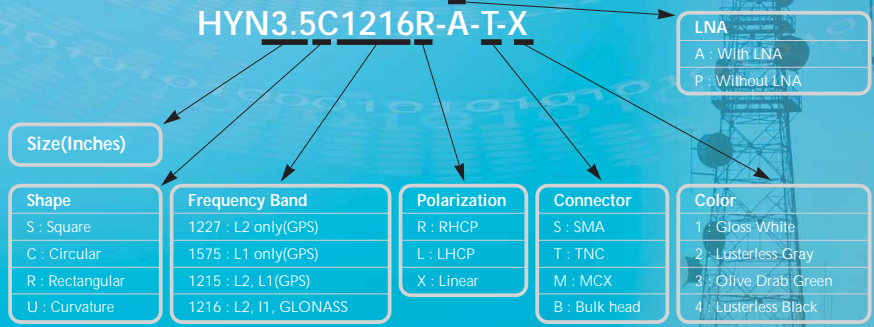 HYN3.5C1216R-A-T-X
LNA
A : With LNA
P : Without LNA
Size(Inches)
Shape
S : Square
C : Circular
R : Rectangular
U : Curvature
Frequency Band
1227 : L2 only(GPS)
1575 : L1 only(GPS)
1215 : L2, L1(GPS)
1216 : L2, l1, GLONASS
Polarization
R : RHCP
L : LHCP
X : Linear
Connector
S : SMA
T : TNC
M : MCX
B : Bulk head
Color
1 : Gloss White
2 : Lusterless Gray
3 : Olive Drab Green
4 : Lusterless Black